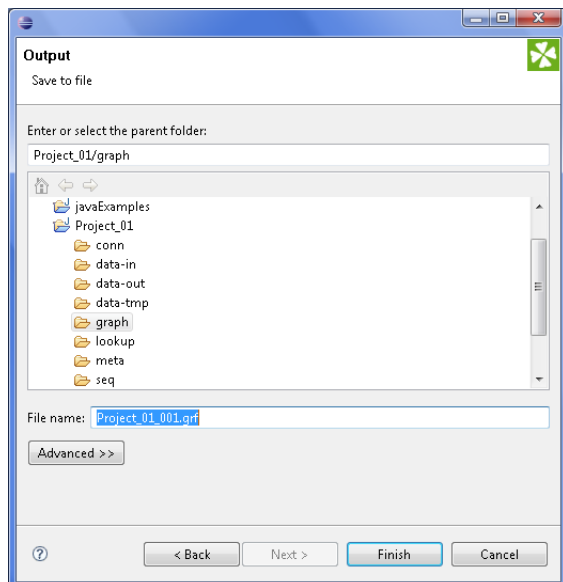 Output
Save to file
Enter or select the parent folder:
Project_01/graph
javaExamples
Project_01
conn
data-in
data-out
data-tmp
graph
lookup
meta
seq
File name: Project_01_001.grf
Advanced >>
? < Back Next > Finish Cancel